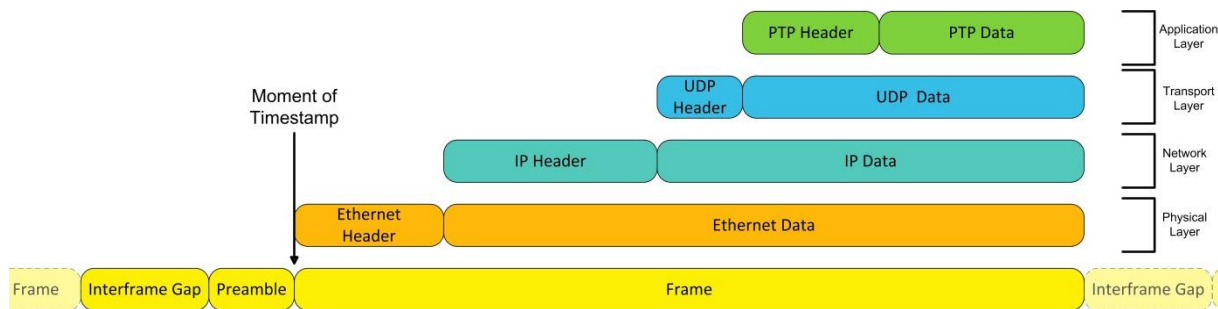 PTP Header
PTP Data
Application
Layer
Moment of
Timestamp
UDP
Header
UDP Data
Transport
Layer
IP Header
IP Data
Network
Layer
Ethernet
Header
Ethernet Data
Physical
Layer
Frame
Interframe Gap
Preamble
Frame
Interframe Gap